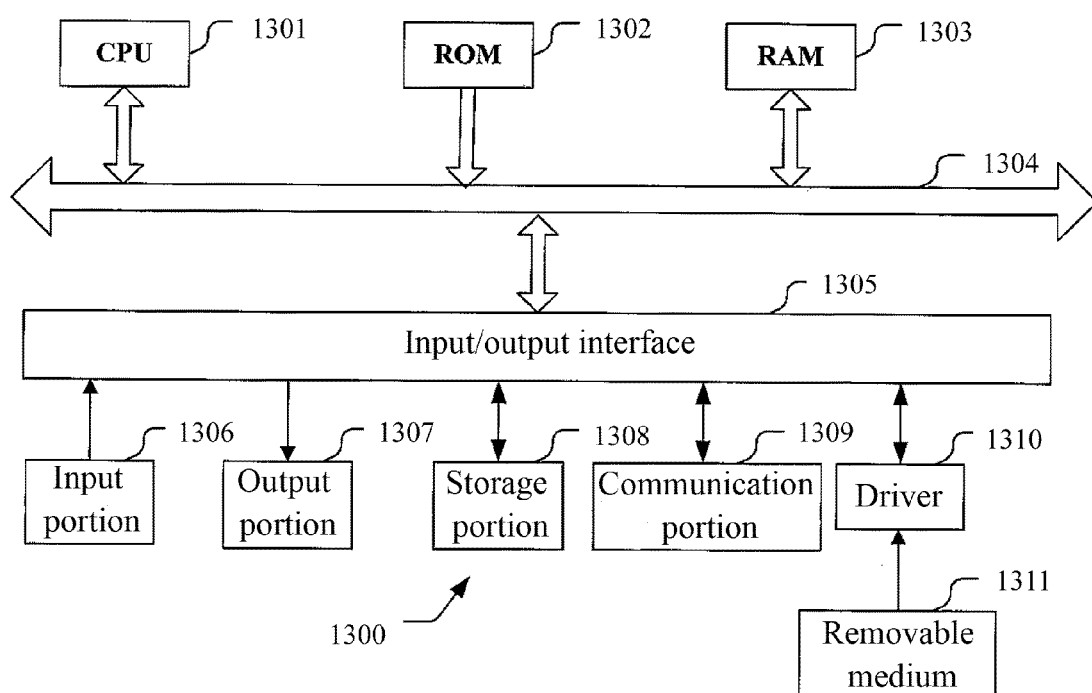 1301
1302
1303
CPU
ROM
RAM
1304
1305
Input/output interface
1306
1307
1308
1309
1310
Input
portion
Output
portion
Storage
portion
Communication
portion
Driver
1311
1300
Removable
medium